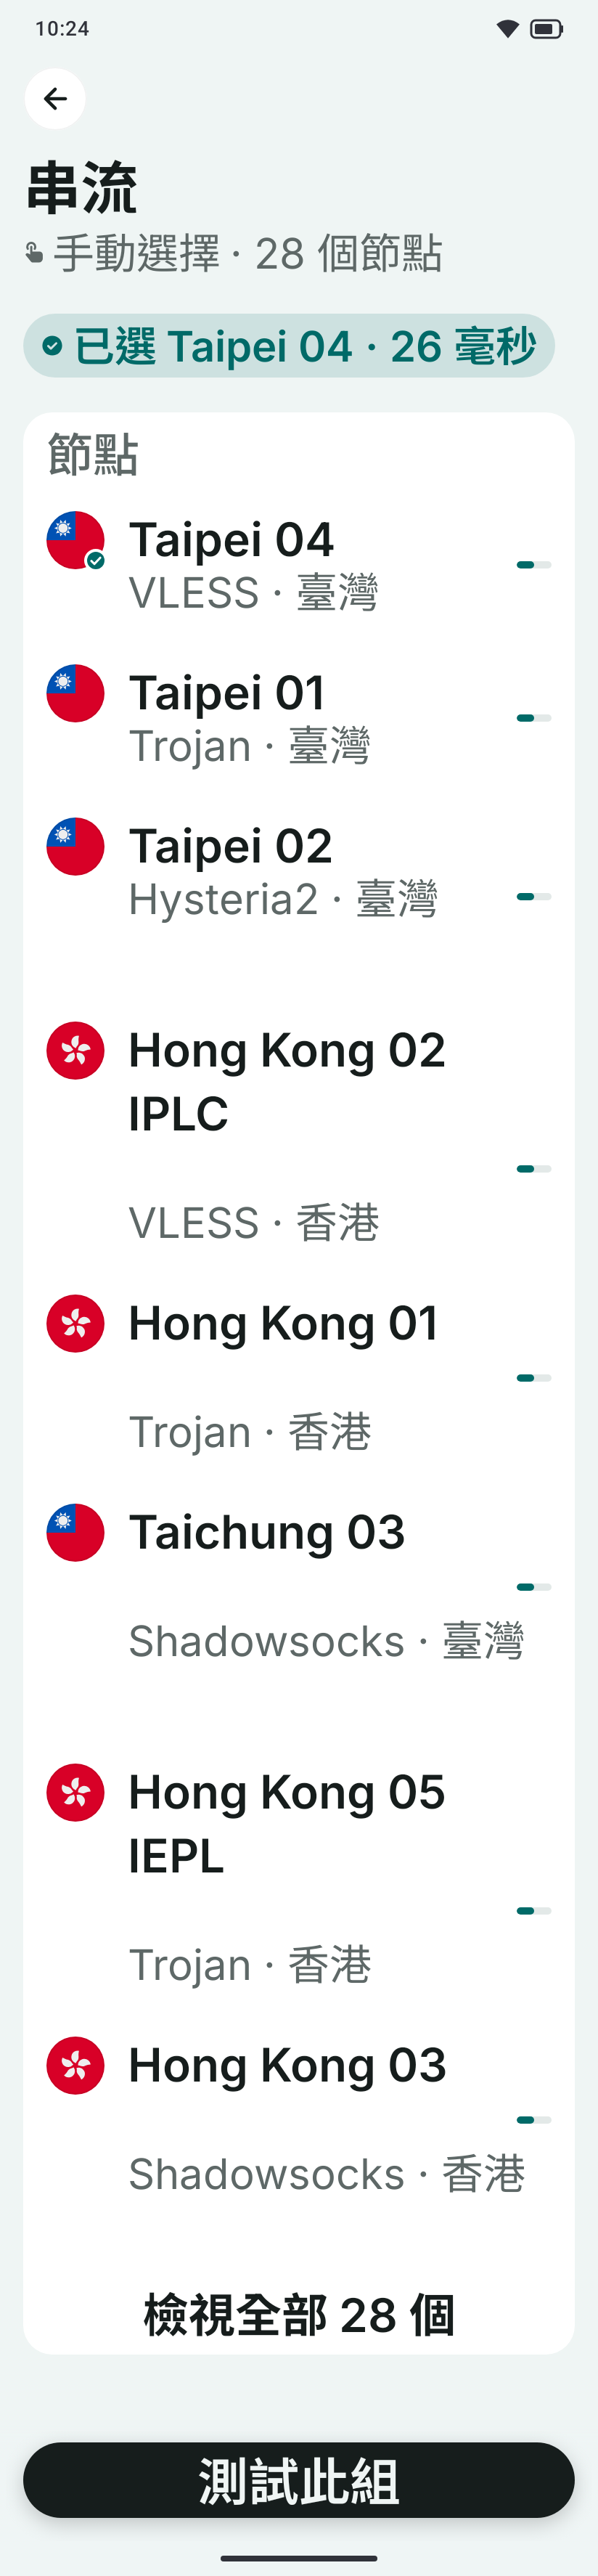 10:24
串流
手動選擇 · 28 個節點
已選 Taipei 04 · 26 毫秒
節點
Taipei 04
VLESS · 臺灣
Taipei 01
Trojan · 臺灣
Taipei 02
Hysteria2 · 臺灣
Hong Kong 02
IPLC
VLESS · 香港
Hong Kong 01
Trojan · 香港
Taichung 03
Shadowsocks · 臺灣
Hong Kong 05
IEPL
Trojan · 香港
Hong Kong 03
Shadowsocks · 香港
檢視全部 28 個
測試此組